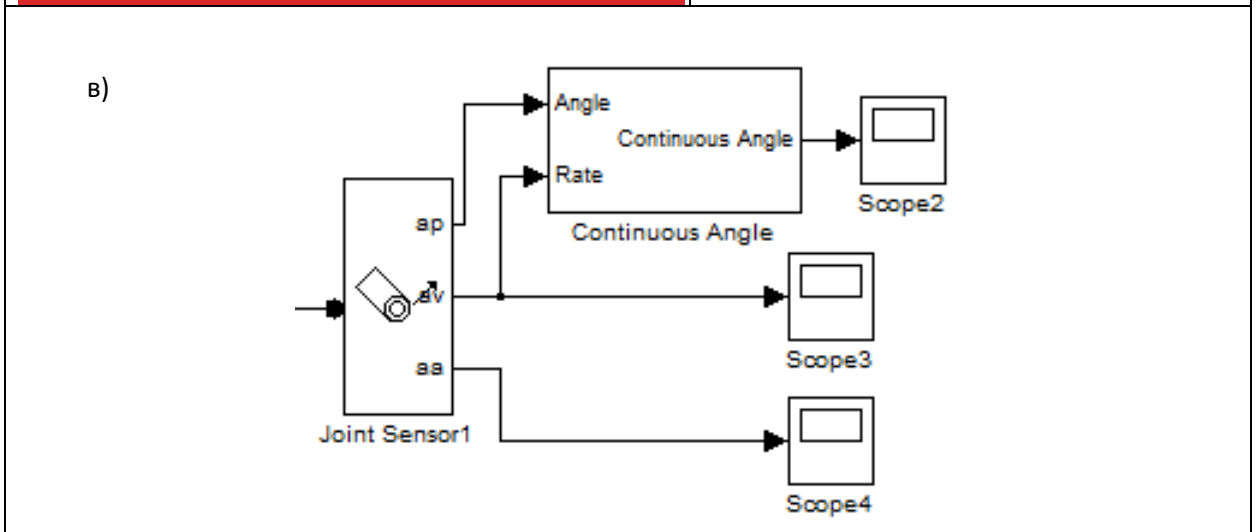 в)
Angle
Continuous Angle
Rate
Scope2
Continuous Angle
ap
av
Scope3
aa
Joint Sensor1
Scope4